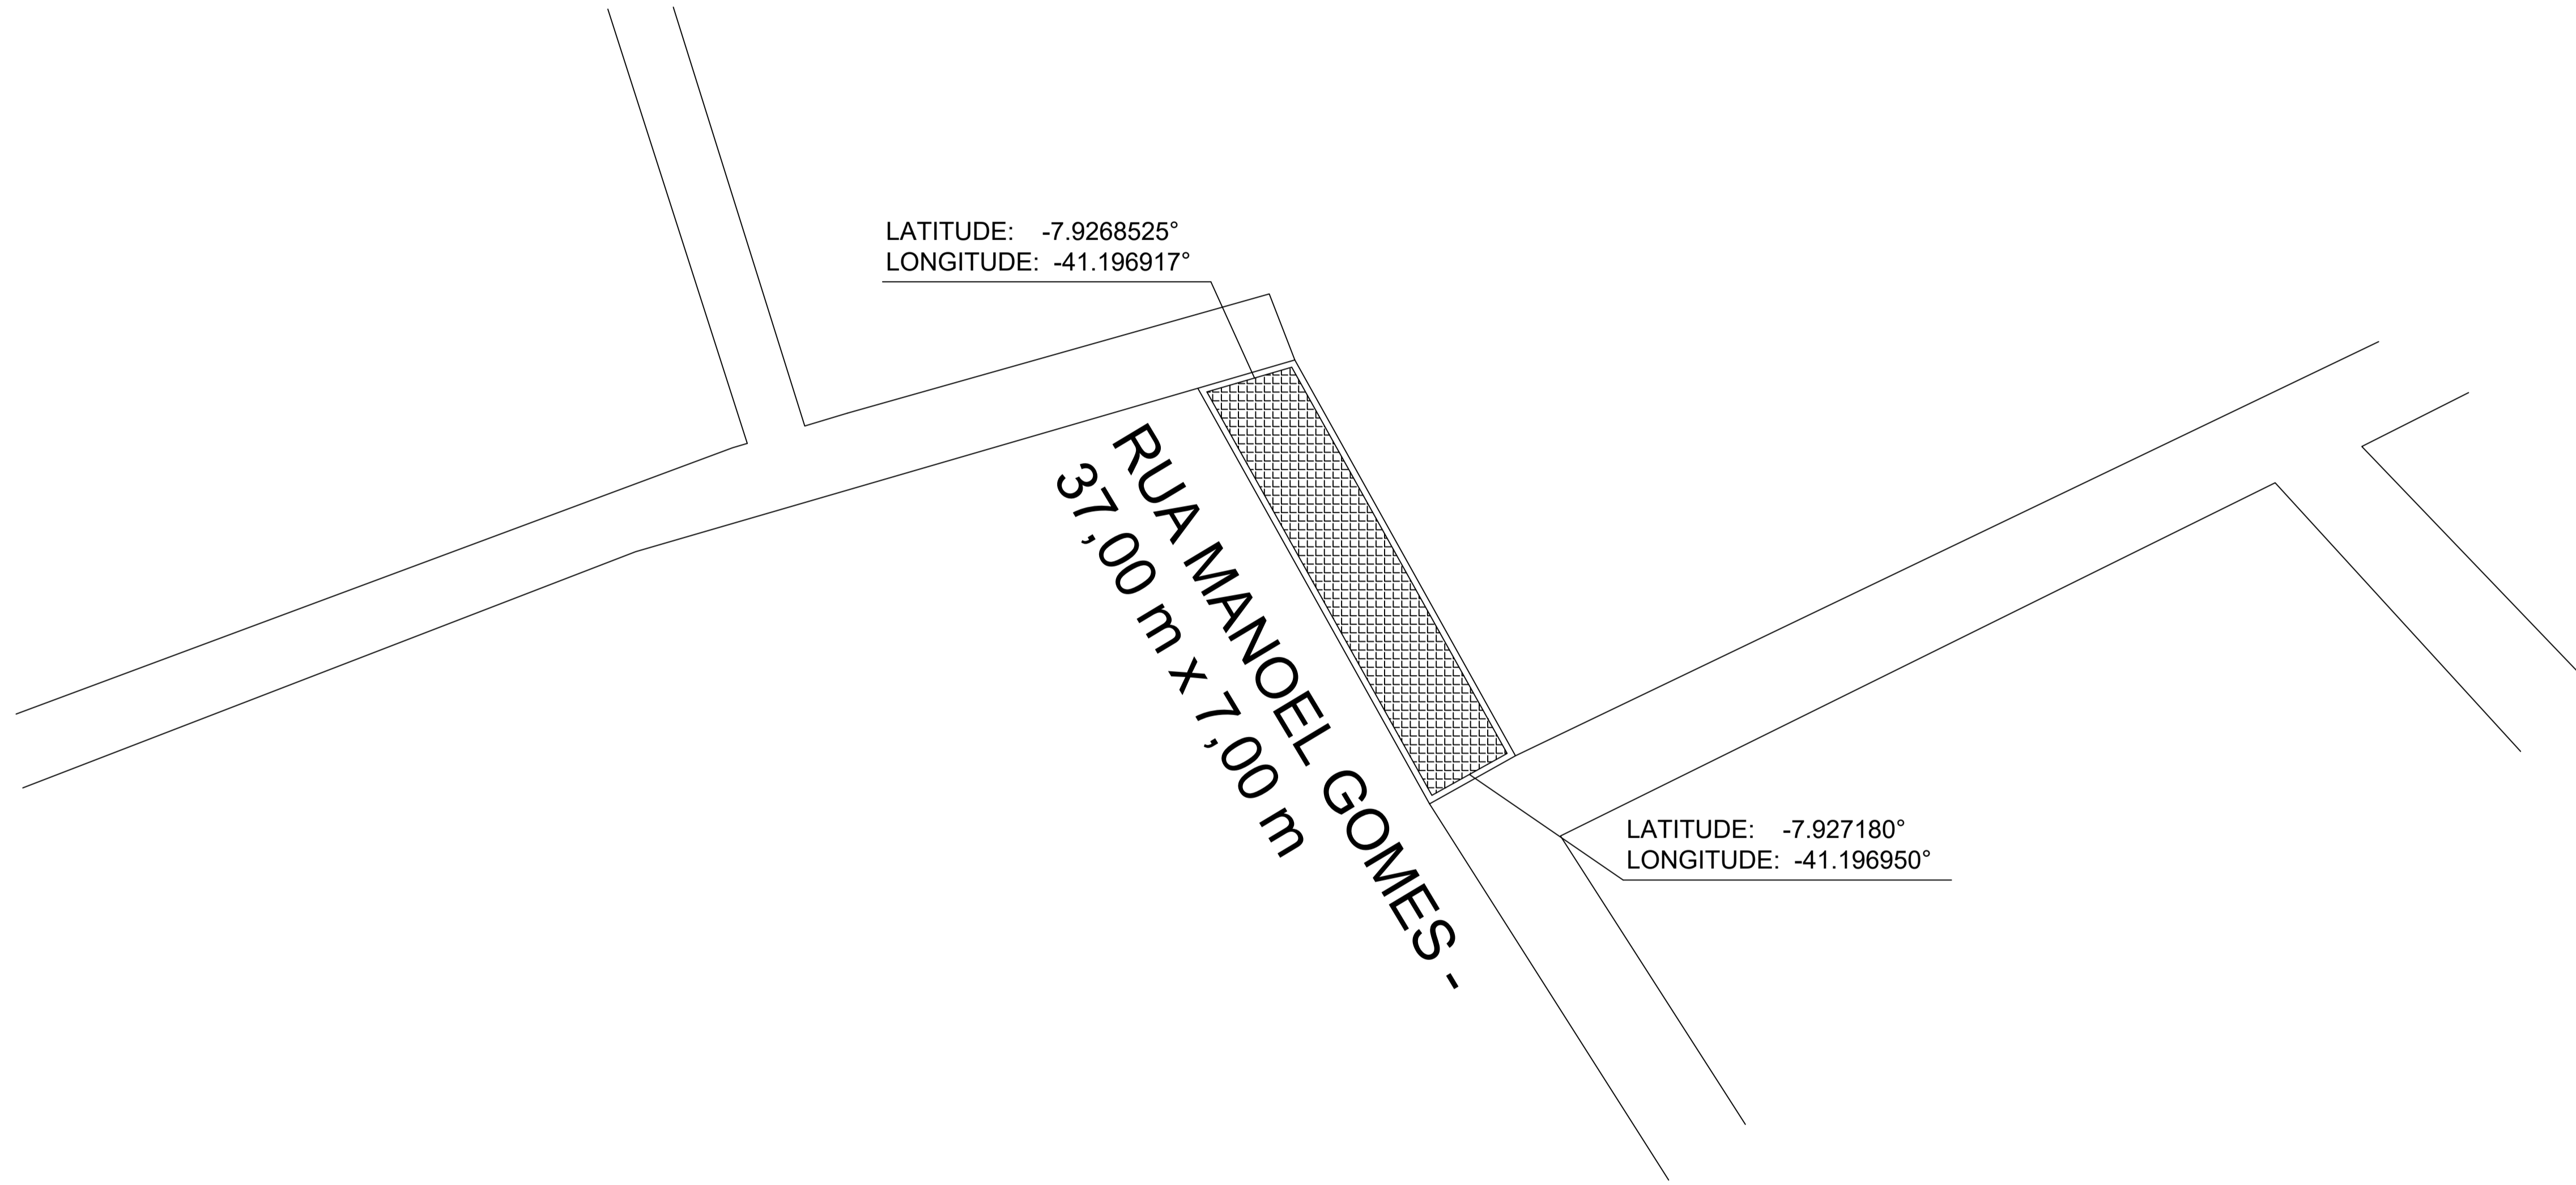 LATITUDE: -7.9268525°
LONGITUDE: -41.196917°
RUA MANOEL GOMES -
37,00 m x 7,00 m
LATITUDE: -7.927180°
LONGITUDE: -41.196950°